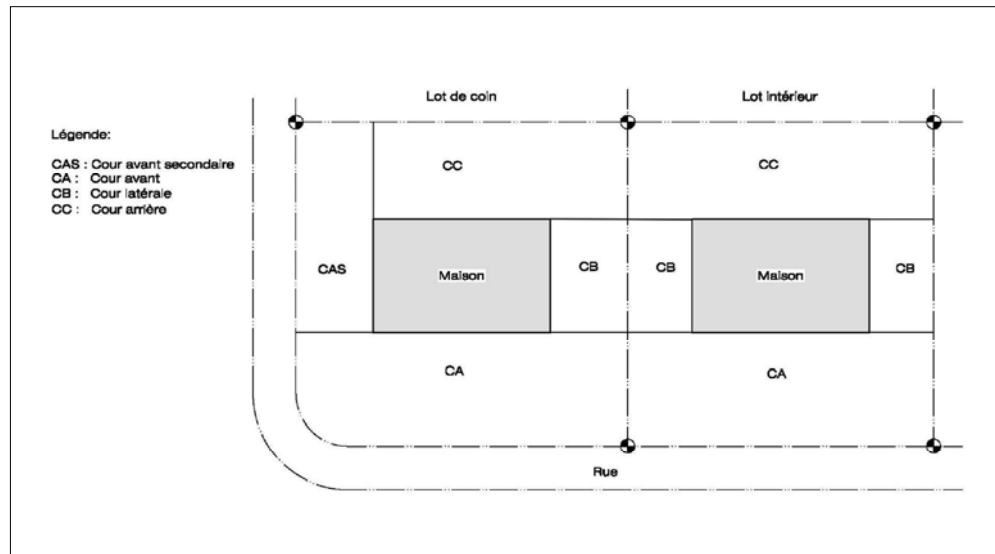 Lot de coin
Lot intérieur
Légende:
CAS : Cour avant secondaire
CA : Cour avant
CB : Cour latérale
CC : Cour arrière
CC
CC
CAS
Maison
CB
CB
Maison
CB
CA
CA
Rue